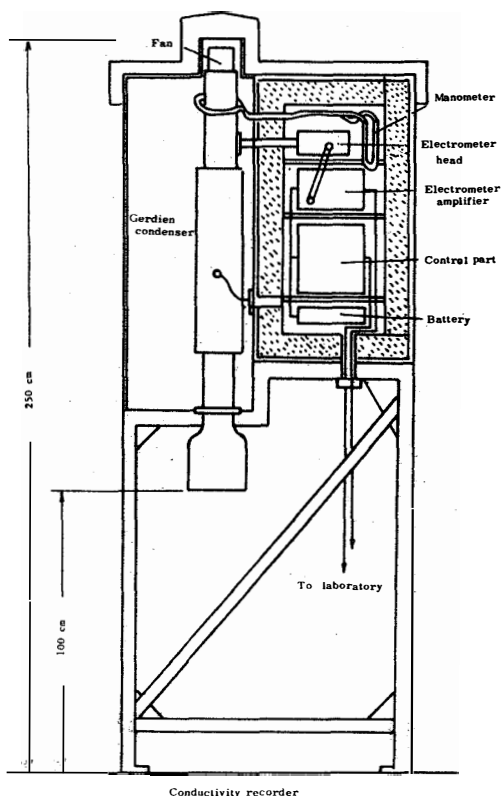 Fan
Manometer
Electrometer
head
Electrometer
amplifier
Gerdien
condenser
Control part
Battery
250 cm
100 cm
To laboratory
Conductivity recorder